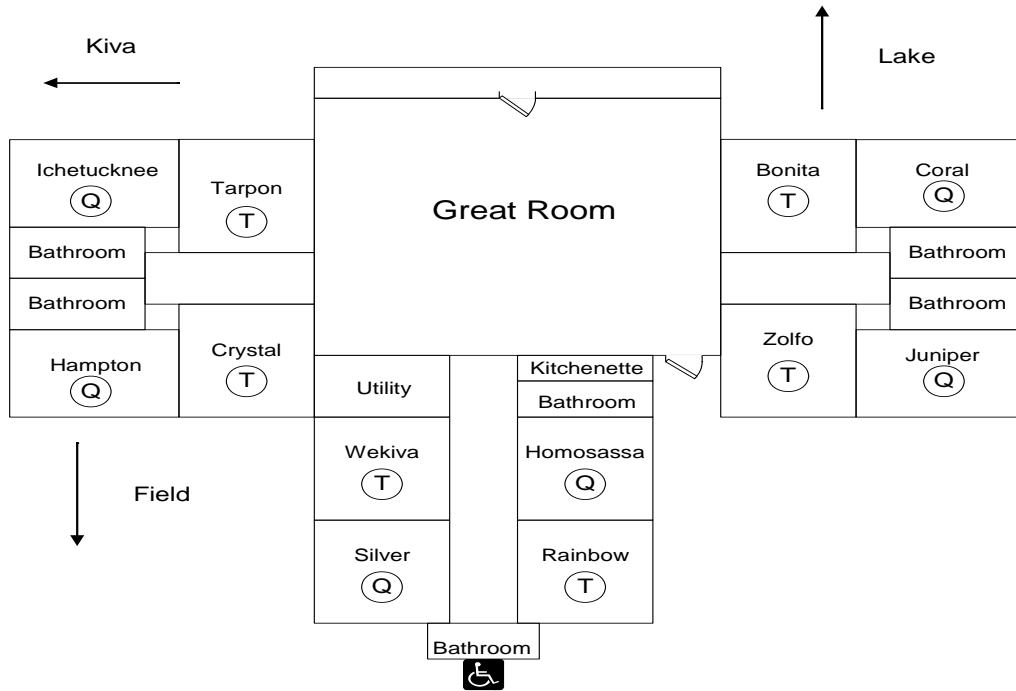 Kiva
Lake
Ichetucknee
Q
Tarpon
T
Great Room
Bonita
T
Coral
Q
Bathroom
Bathroom
Bathroom
Bathroom
Hampton
Q
Crystal
T
Zolfo
T
Juniper
Q
Utility
Kitchenette
Bathroom
Wekiva
T
Homosassa
Q
Field
Silver
Q
Rainbow
T
Bathroom